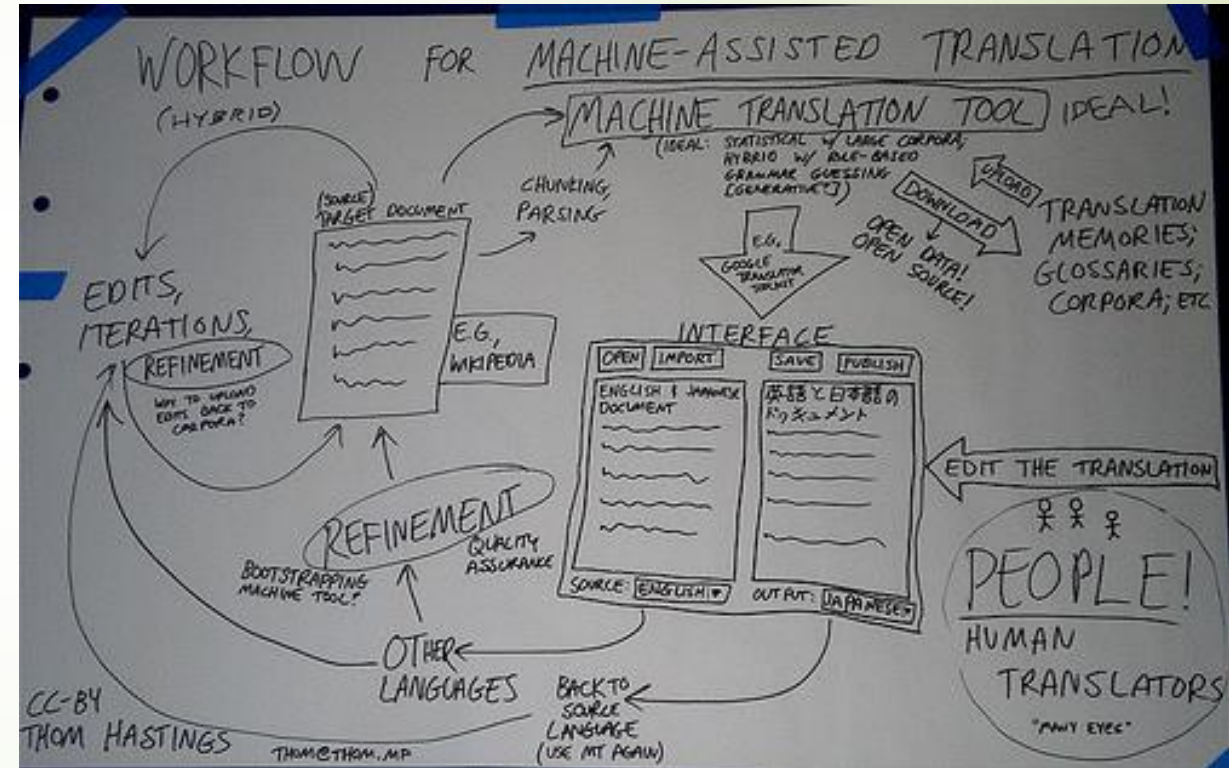 WORKFLOW FOR MACHINE-ASSISTED TRANSLATION
(HYBRID)
MACHINE TRANSLATION TOOL IDEAL!
(IDEAL: STATISTICAL W/ LARGE CORPORA;
HYBRID W/ RULE-BASED
GRAMMAR GUESSING
[GENERATIVE?])
CHUNKING,
PARSING
(SOURCE)
TARGET DOCUMENT
E.G.,
WIKIPEDIA
UPLOAD
DOWNLOAD
OPEN DATA!
OPEN SOURCE!
TRANSLATION
MEMORIES;
GLOSSARIES;
CORPORA; ETC
E.G.
GOOGLE
TRANSLATOR
TOOLKIT
EDITS,
ITERATIONS,
REFINEMENT
WAY TO UPLOAD
EDITS BACK TO
CORPORA?
INTERFACE
OPEN IMPORT SAVE PUBLISH
ENGLISH & JAPANESE
DOCUMENT
英語と日本語の
ドッキュメント
SOURCE: ENGLISH
OUTPUT: JAPANESE
EDIT THE TRANSLATION
PEOPLE!
HUMAN
TRANSLATORS
"MANY EYES"
REFINEMENT
QUALITY
ASSURANCE
BOOTSTRAPPING
MACHINE TOOL?
OTHER
LANGUAGES
BACK TO
SOURCE
LANGUAGE
(USE MT AGAIN)
CC-BY
THOM HASTINGS
THOM@THOM.MP